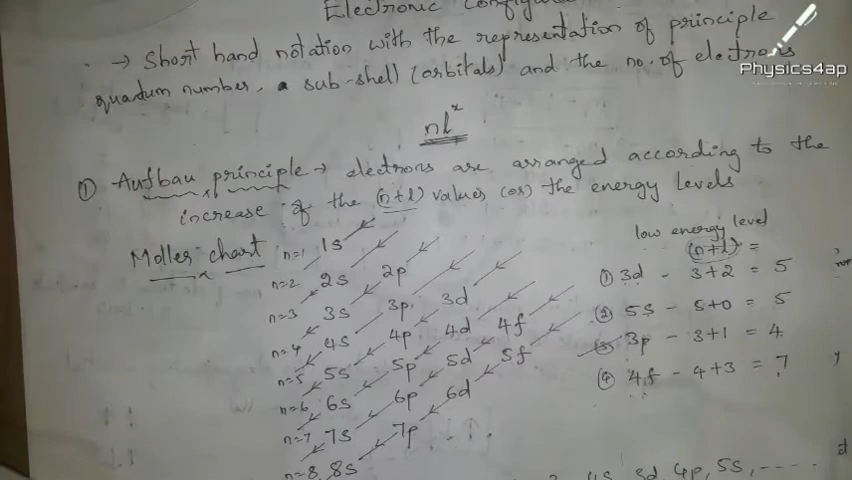 Electronic Configura
→ Short hand notation with the representation of principle
quantum number, sub-shell (orbitals) and the no. of electrons
Physics4ap
nl^x
① Aufbau principle → electrons are arranged according to the
increase of the (n+l) values (or) the energy levels
Moller chart
n=1 1s
n=2 2s 2p
n=3 3s 3p 3d
n=4 4s 4p 4d 4f
n=5 5s 5p 5d 5f
n=6 6s 6p 6d
n=7 7s 7p
n=8 8s
low energy level
(n+l) =
① 3d - 3+2 = 5
② 5s - 5+0 = 5
③ 3p - 3+1 = 4
④ 4f - 4+3 = 7
4s, 3d, 4p, 5s, ----